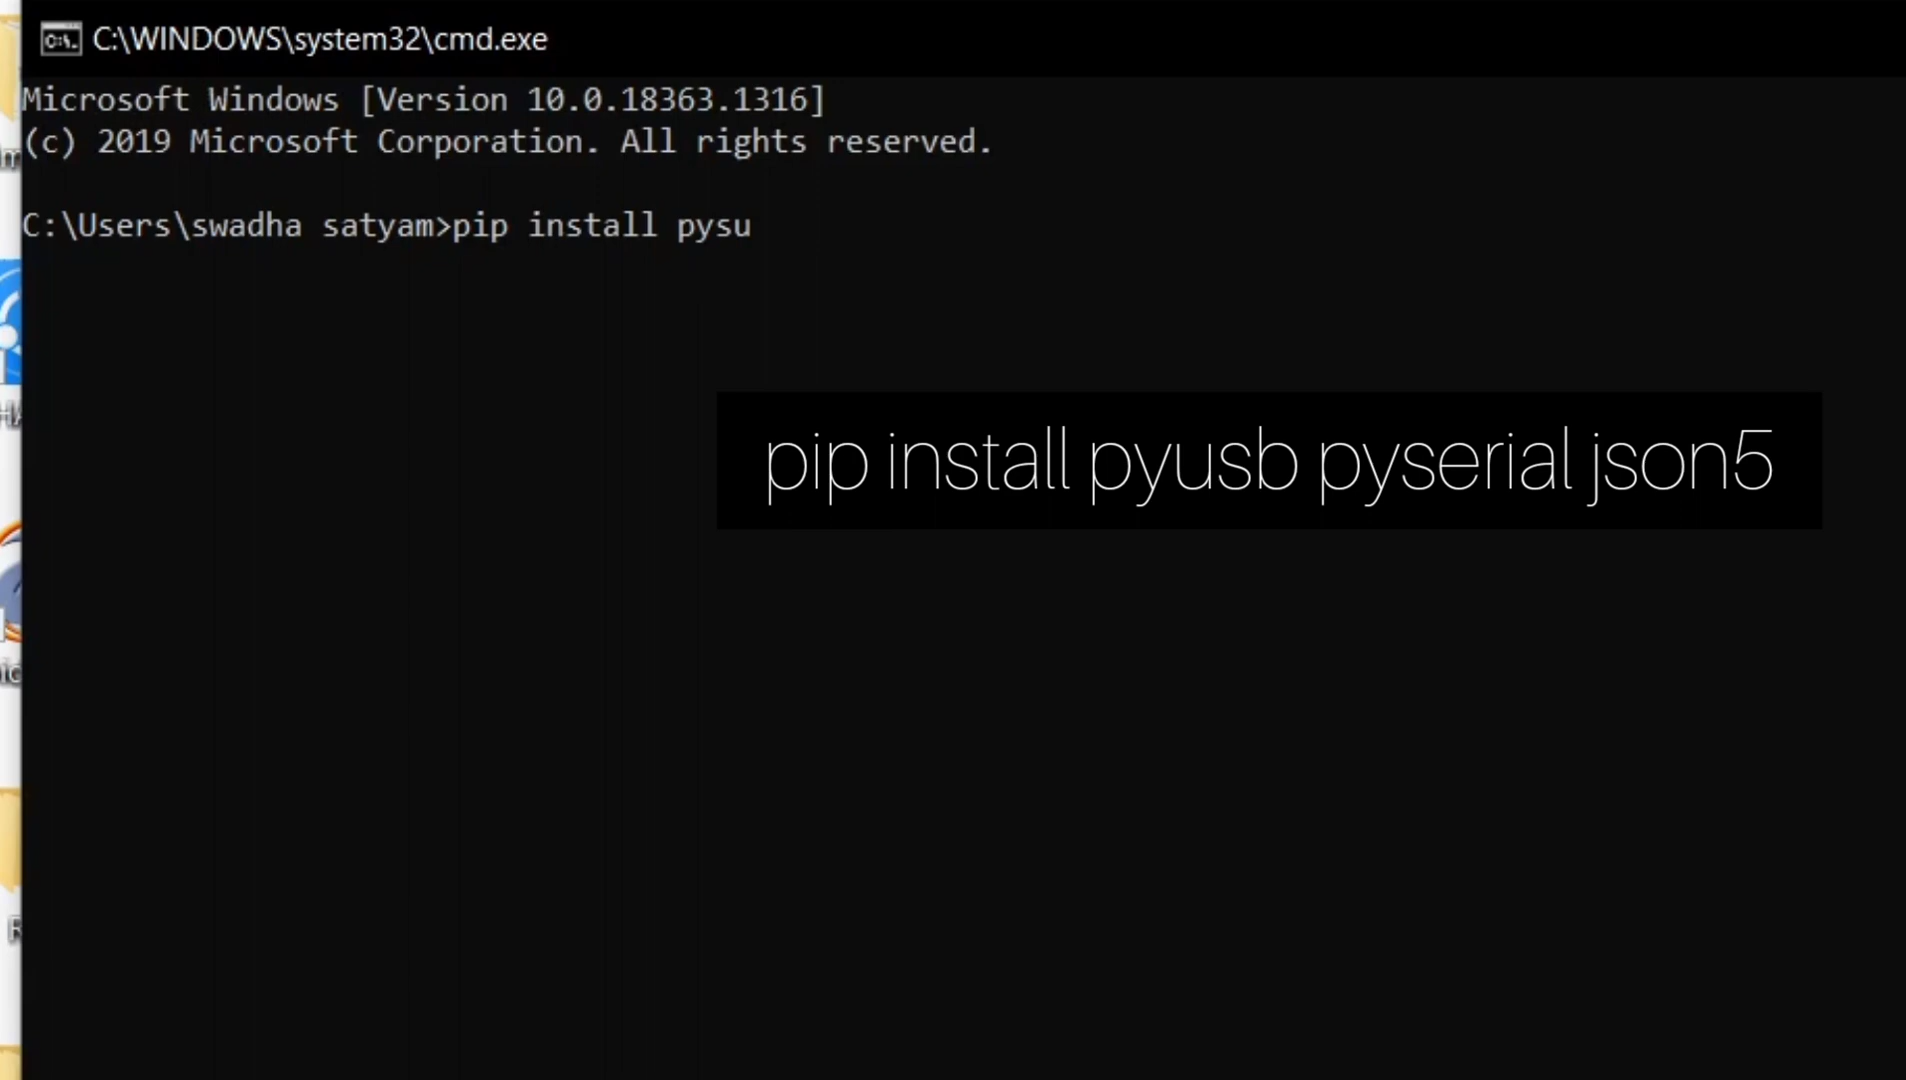 C:\WINDOWS\system32\cmd.exe
Microsoft Windows [Version 10.0.18363.1316]
(c) 2019 Microsoft Corporation. All rights reserved.
C:\Users\swadha satyam>pip install pysu
pip install pyusb pyserial json5